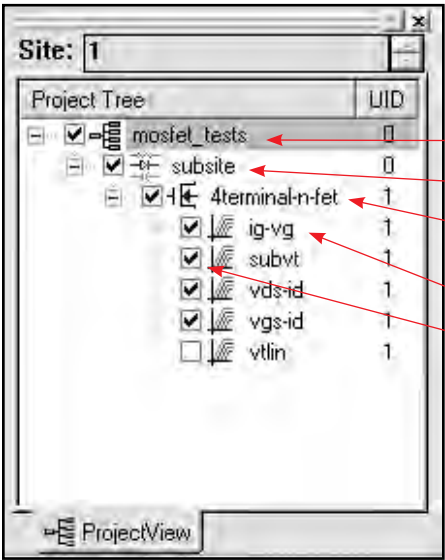 Site: 1
Project Tree UID
mosfet_tests 0
subsite 0
4terminal-n-fet 1
ig-vg 1
subvt 1
vds-id 1
vgs-id 1
vtlin 1
ProjectView